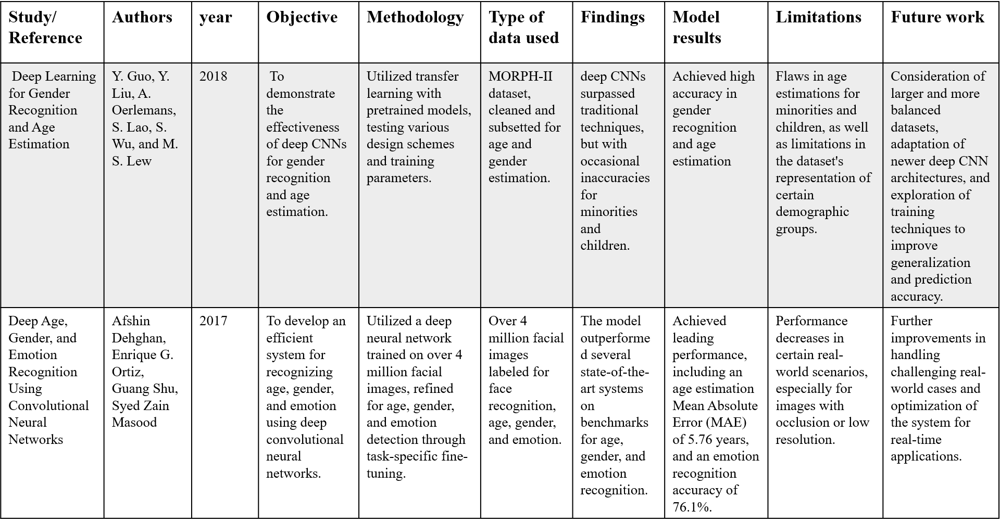 Study/
Reference
Authors
year
Objective
Methodology
Type of
data used
Findings
Model
results
Limitations
Future work
Deep Learning
for Gender
Recognition
and Age
Estimation
Y. Guo, Y.
Liu, A.
Oerlemans,
S. Lao, S.
Wu, and M.
S. Lew
2018
To
demonstrate
the
effectiveness
of deep CNNs
for gender
recognition
and age
estimation.
Utilized transfer
learning with
pretrained models,
testing various
design schemes
and training
parameters.
MORPH-II
dataset,
cleaned and
subsetted for
age and
gender
estimation.
deep CNNs
surpassed
traditional
techniques,
but with
occasional
inaccuracies
for
minorities
and
children.
Achieved high
accuracy in
gender
recognition
and age
estimation
Flaws in age
estimations for
minorities and
children, as well
as limitations in
the dataset's
representation of
certain
demographic
groups.
Consideration of
larger and more
balanced
datasets,
adaptation of
newer deep CNN
architectures, and
exploration of
training
techniques to
improve
generalization
and prediction
accuracy.
Deep Age,
Gender, and
Emotion
Recognition
Using
Convolutional
Neural
Networks
Afshin
Dehghan,
Enrique G.
Ortiz,
Guang Shu,
Syed Zain
Masood
2017
To develop an
efficient
system for
recognizing
age, gender,
and emotion
using deep
convolutional
neural
networks.
Utilized a deep
neural network
trained on over 4
million facial
images, refined
for age, gender,
and emotion
detection through
task-specific fine-
tuning.
Over 4
million facial
images
labeled for
face
recognition,
age, gender,
and emotion.
The model
outperforme
d several
state-of-the-
art systems
on
benchmarks
for age,
gender, and
emotion
recognition.
Achieved
leading
performance,
including an
age estimation
Mean Absolute
Error (MAE)
of 5.76 years,
and an emotion
recognition
accuracy of
76.1%.
Performance
decreases in
certain real-
world scenarios,
especially for
images with
occlusion or low
resolution.
Further
improvements in
handling
challenging real-
world cases and
optimization of
the system for
real-time
applications.